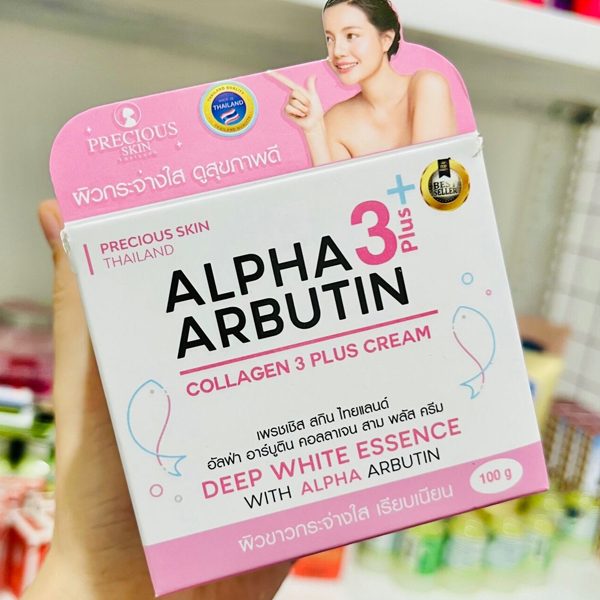 PRECIOUS
SKIN
THAILAND
THAILAND
ผิวกระจ่างใส ดูสุขภาพดี
PRECIOUS SKIN
THAILAND
BEST
SELLER
ALPHA 3 Plus+
ARBUTIN
COLLAGEN 3 PLUS CREAM
เพรชเชิส สกิน ไทยแลนด์
อัลฟ่า อาร์บูติน คอลลาเจน สาม พลัส ครีม
DEEP WHITE ESSENCE
WITH ALPHA ARBUTIN
100 g
ผิวขาวกระจ่างใส เรียบเนียน